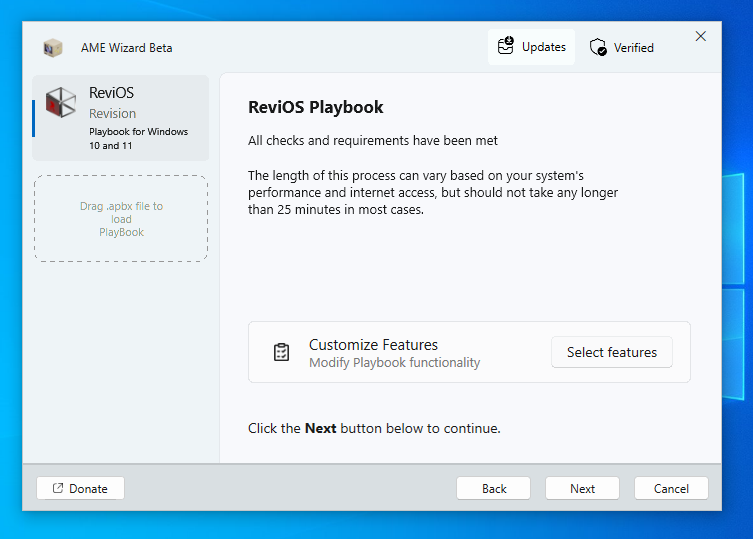 AME Wizard Beta
Updates
Verified
ReviOS
Revision
Playbook for Windows
10 and 11
Drag .apbx file to
load
PlayBook
ReviOS Playbook
All checks and requirements have been met
The length of this process can vary based on your system's
performance and internet access, but should not take any longer
than 25 minutes in most cases.
Customize Features
Modify Playbook functionality
Select features
Click the Next button below to continue.
Donate
Back
Next
Cancel